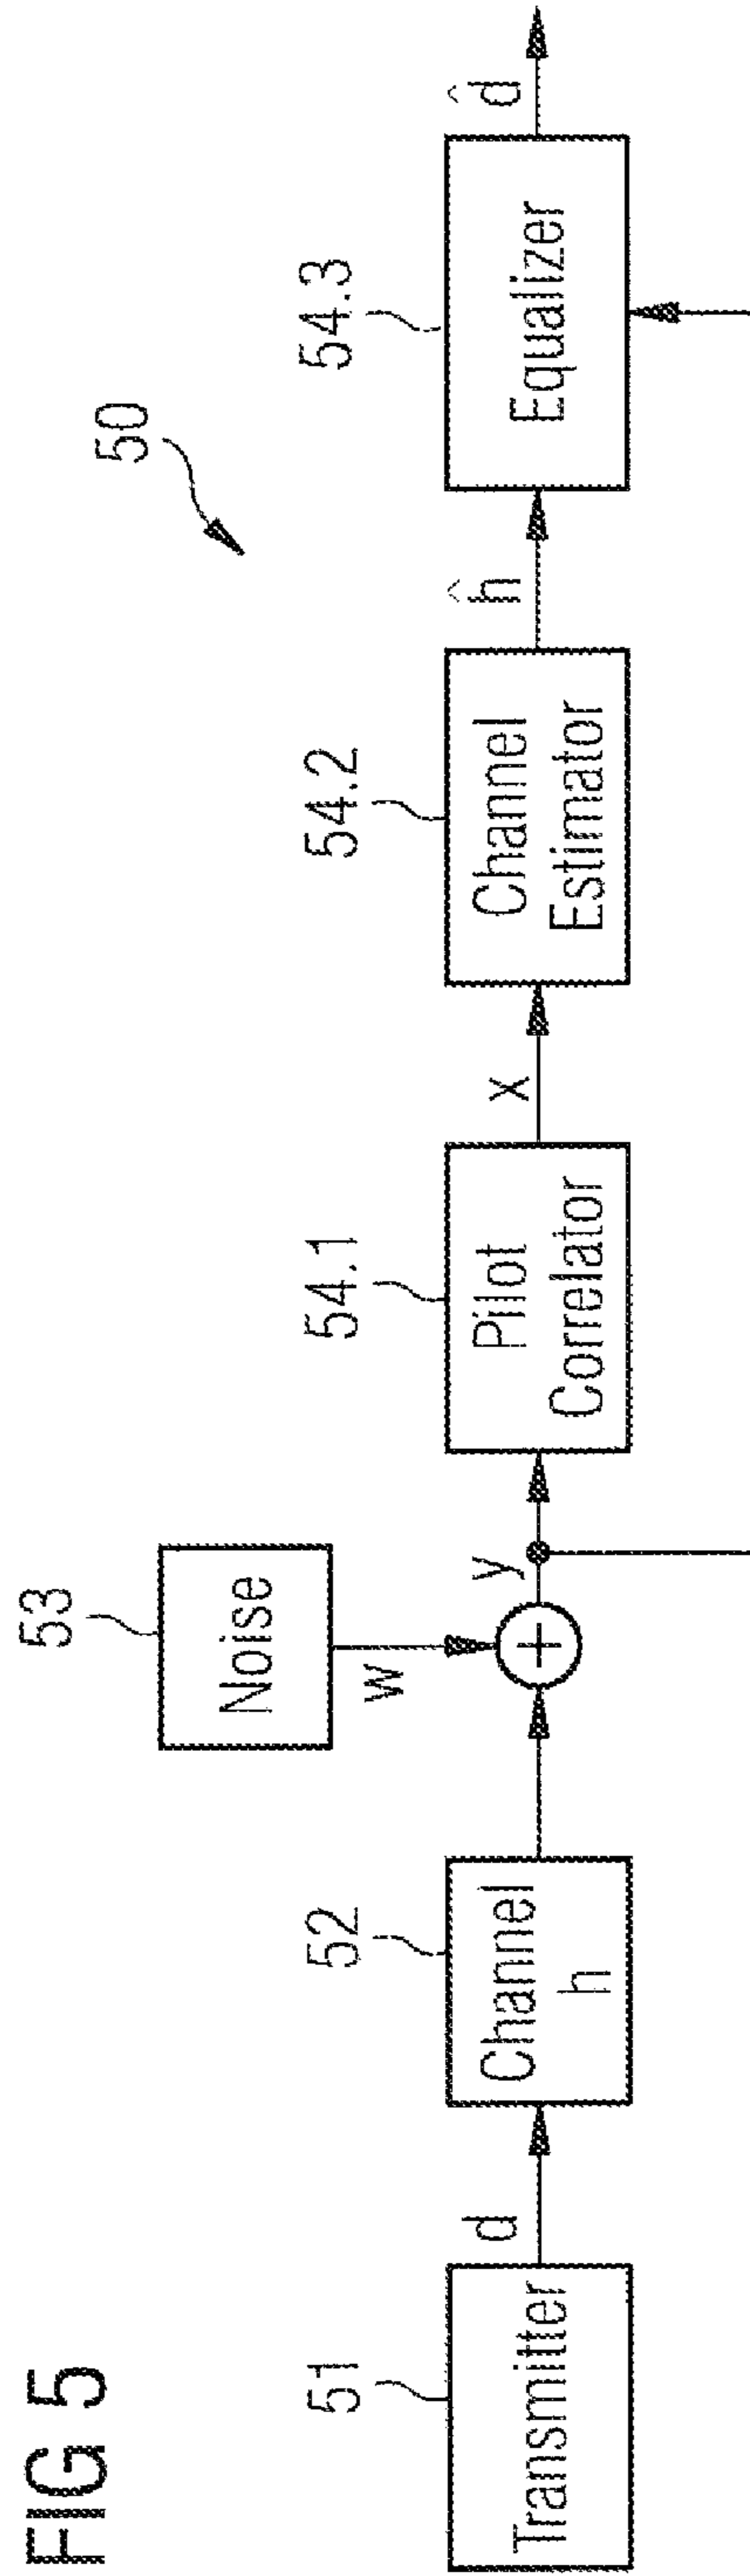 FIG 5
50
51
Transmitter
d
52
Channel
h
53
Noise
w
y
54.1
Pilot
Correlator
x
54.2
Channel
Estimator
ĥ
54.3
Equalizer
d̂